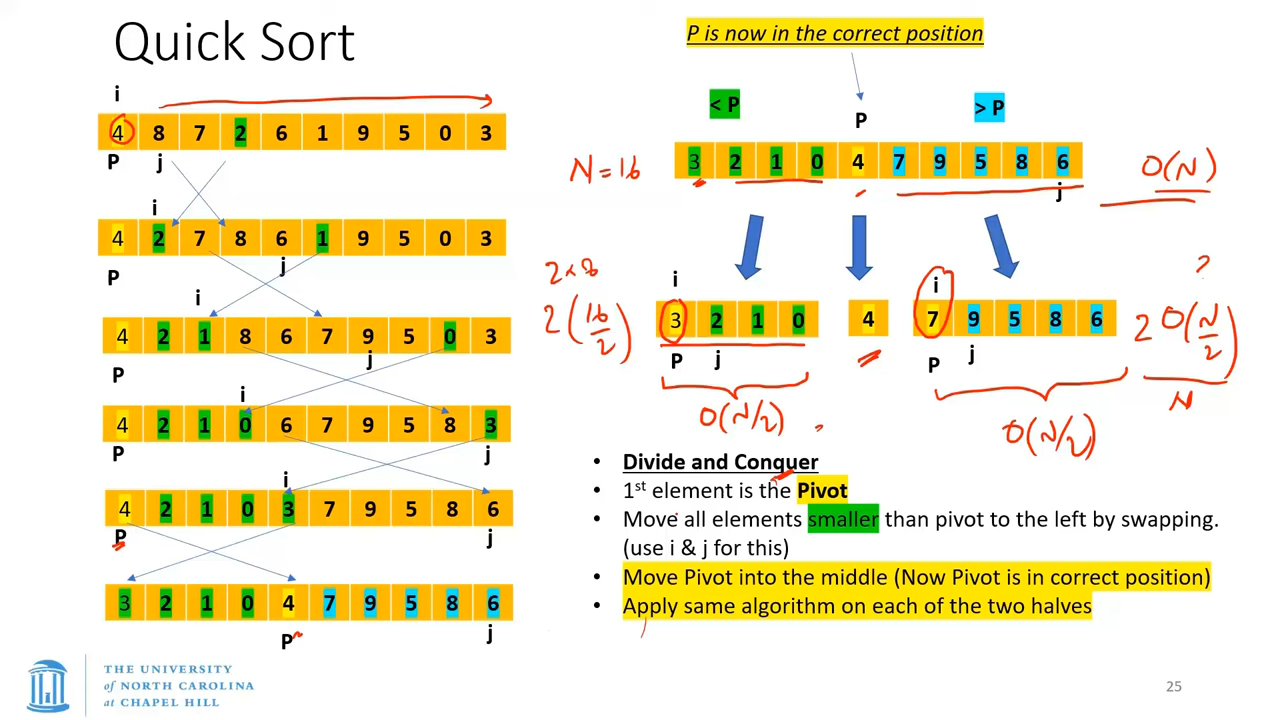 Quick Sort
P is now in the correct position
i
4 8 7 2 6 1 9 5 0 3
P j
i
4 2 7 8 6 1 9 5 0 3
P j
i
4 2 1 8 6 7 9 5 0 3
P j
i
4 2 1 0 6 7 9 5 8 3
P j
i
4 2 1 0 3 7 9 5 8 6
P j
3 2 1 0 4 7 9 5 8 6
P j
< P
P
> P
N = 16
3 2 1 0 4 7 9 5 8 6
j
O(N)
2 × 8
2 (16/2)
i
3 2 1 0
P j
O(N/2)
4
i
7 9 5 8 6
P j
O(N/2)
?
2 O(N/2)
N
• Divide and Conquer
• 1st element is the Pivot
• Move all elements smaller than pivot to the left by swapping.
(use i & j for this)
• Move Pivot into the middle (Now Pivot is in correct position)
• Apply same algorithm on each of the two halves
THE UNIVERSITY
of NORTH CAROLINA
at CHAPEL HILL
25